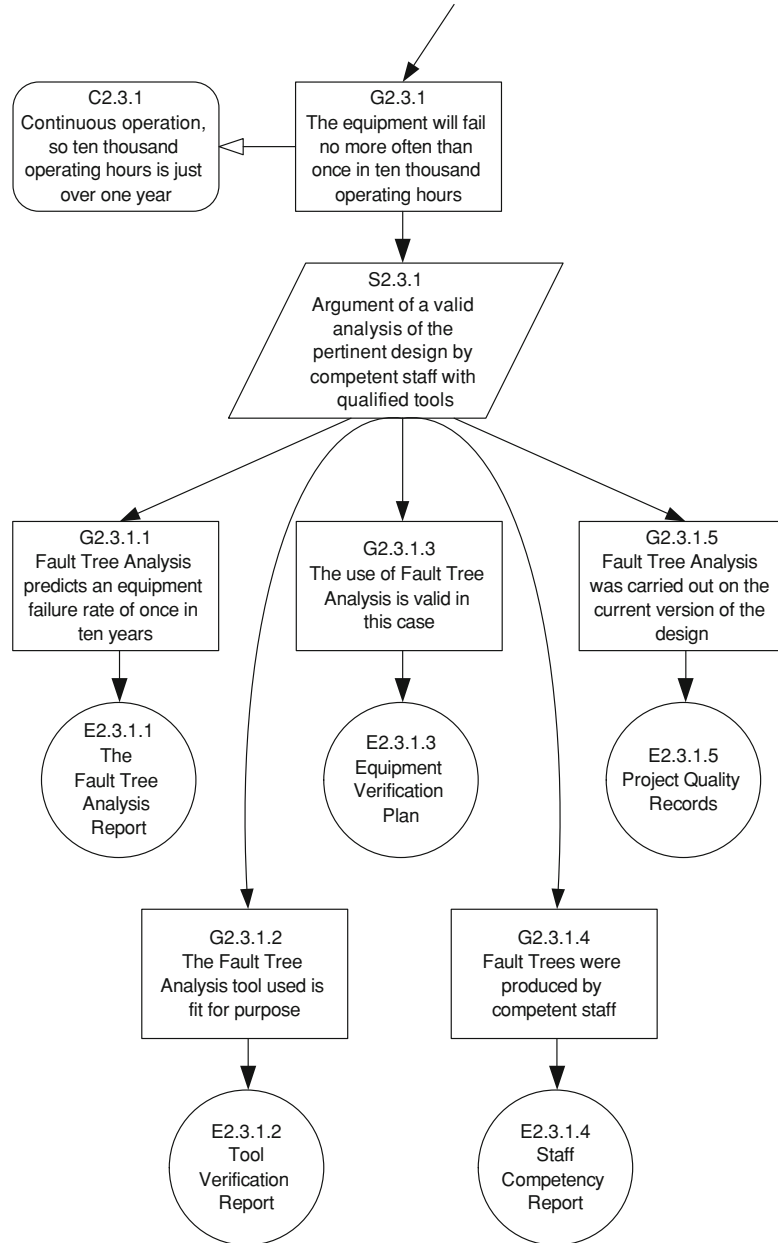 C2.3.1
Continuous operation,
so ten thousand
operating hours is just
over one year
G2.3.1
The equipment will fail
no more often than
once in ten thousand
operating hours
S2.3.1
Argument of a valid
analysis of the
pertinent design by
competent staff with
qualified tools
G2.3.1.1
Fault Tree Analysis
predicts an equipment
failure rate of once in
ten years
G2.3.1.3
The use of Fault Tree
Analysis is valid in
this case
G2.3.1.5
Fault Tree Analysis
was carried out on the
current version of the
design
E2.3.1.1
The
Fault Tree
Analysis
Report
E2.3.1.3
Equipment
Verification
Plan
E2.3.1.5
Project Quality
Records
G2.3.1.2
The Fault Tree
Analysis tool used is
fit for purpose
G2.3.1.4
Fault Trees were
produced by
competent staff
E2.3.1.2
Tool
Verification
Report
E2.3.1.4
Staff
Competency
Report